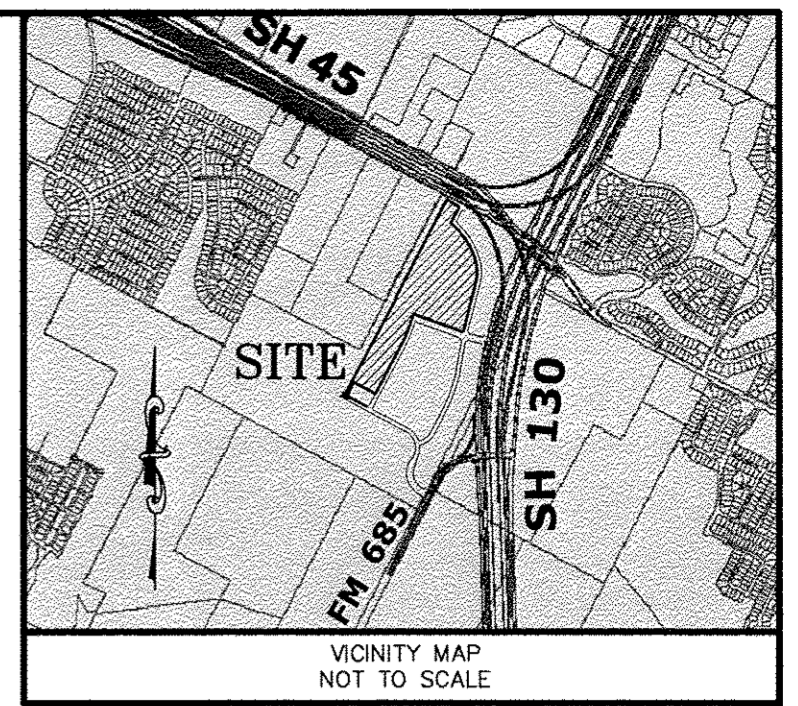 SH 45
SITE
SH 130
FM 685
VICINITY MAP
NOT TO SCALE